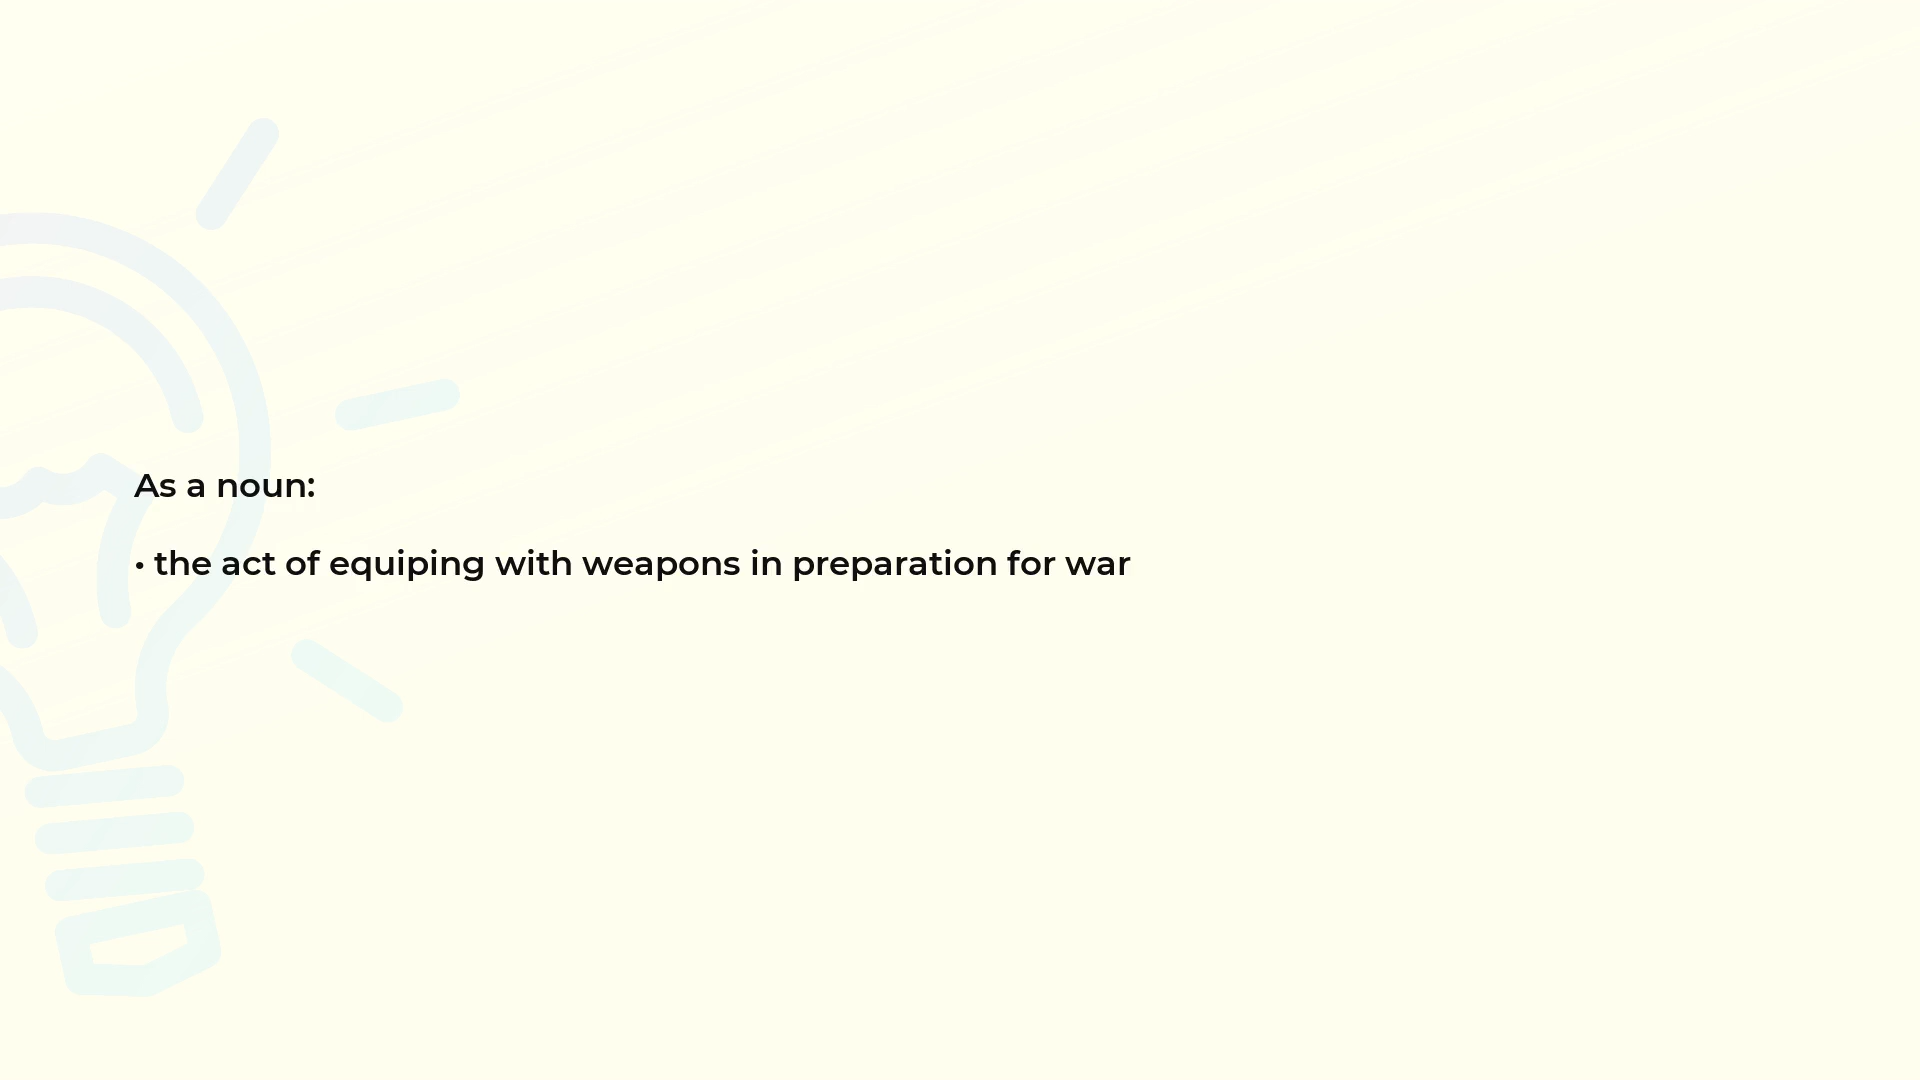 As a noun:
• the act of equiping with weapons in preparation for war